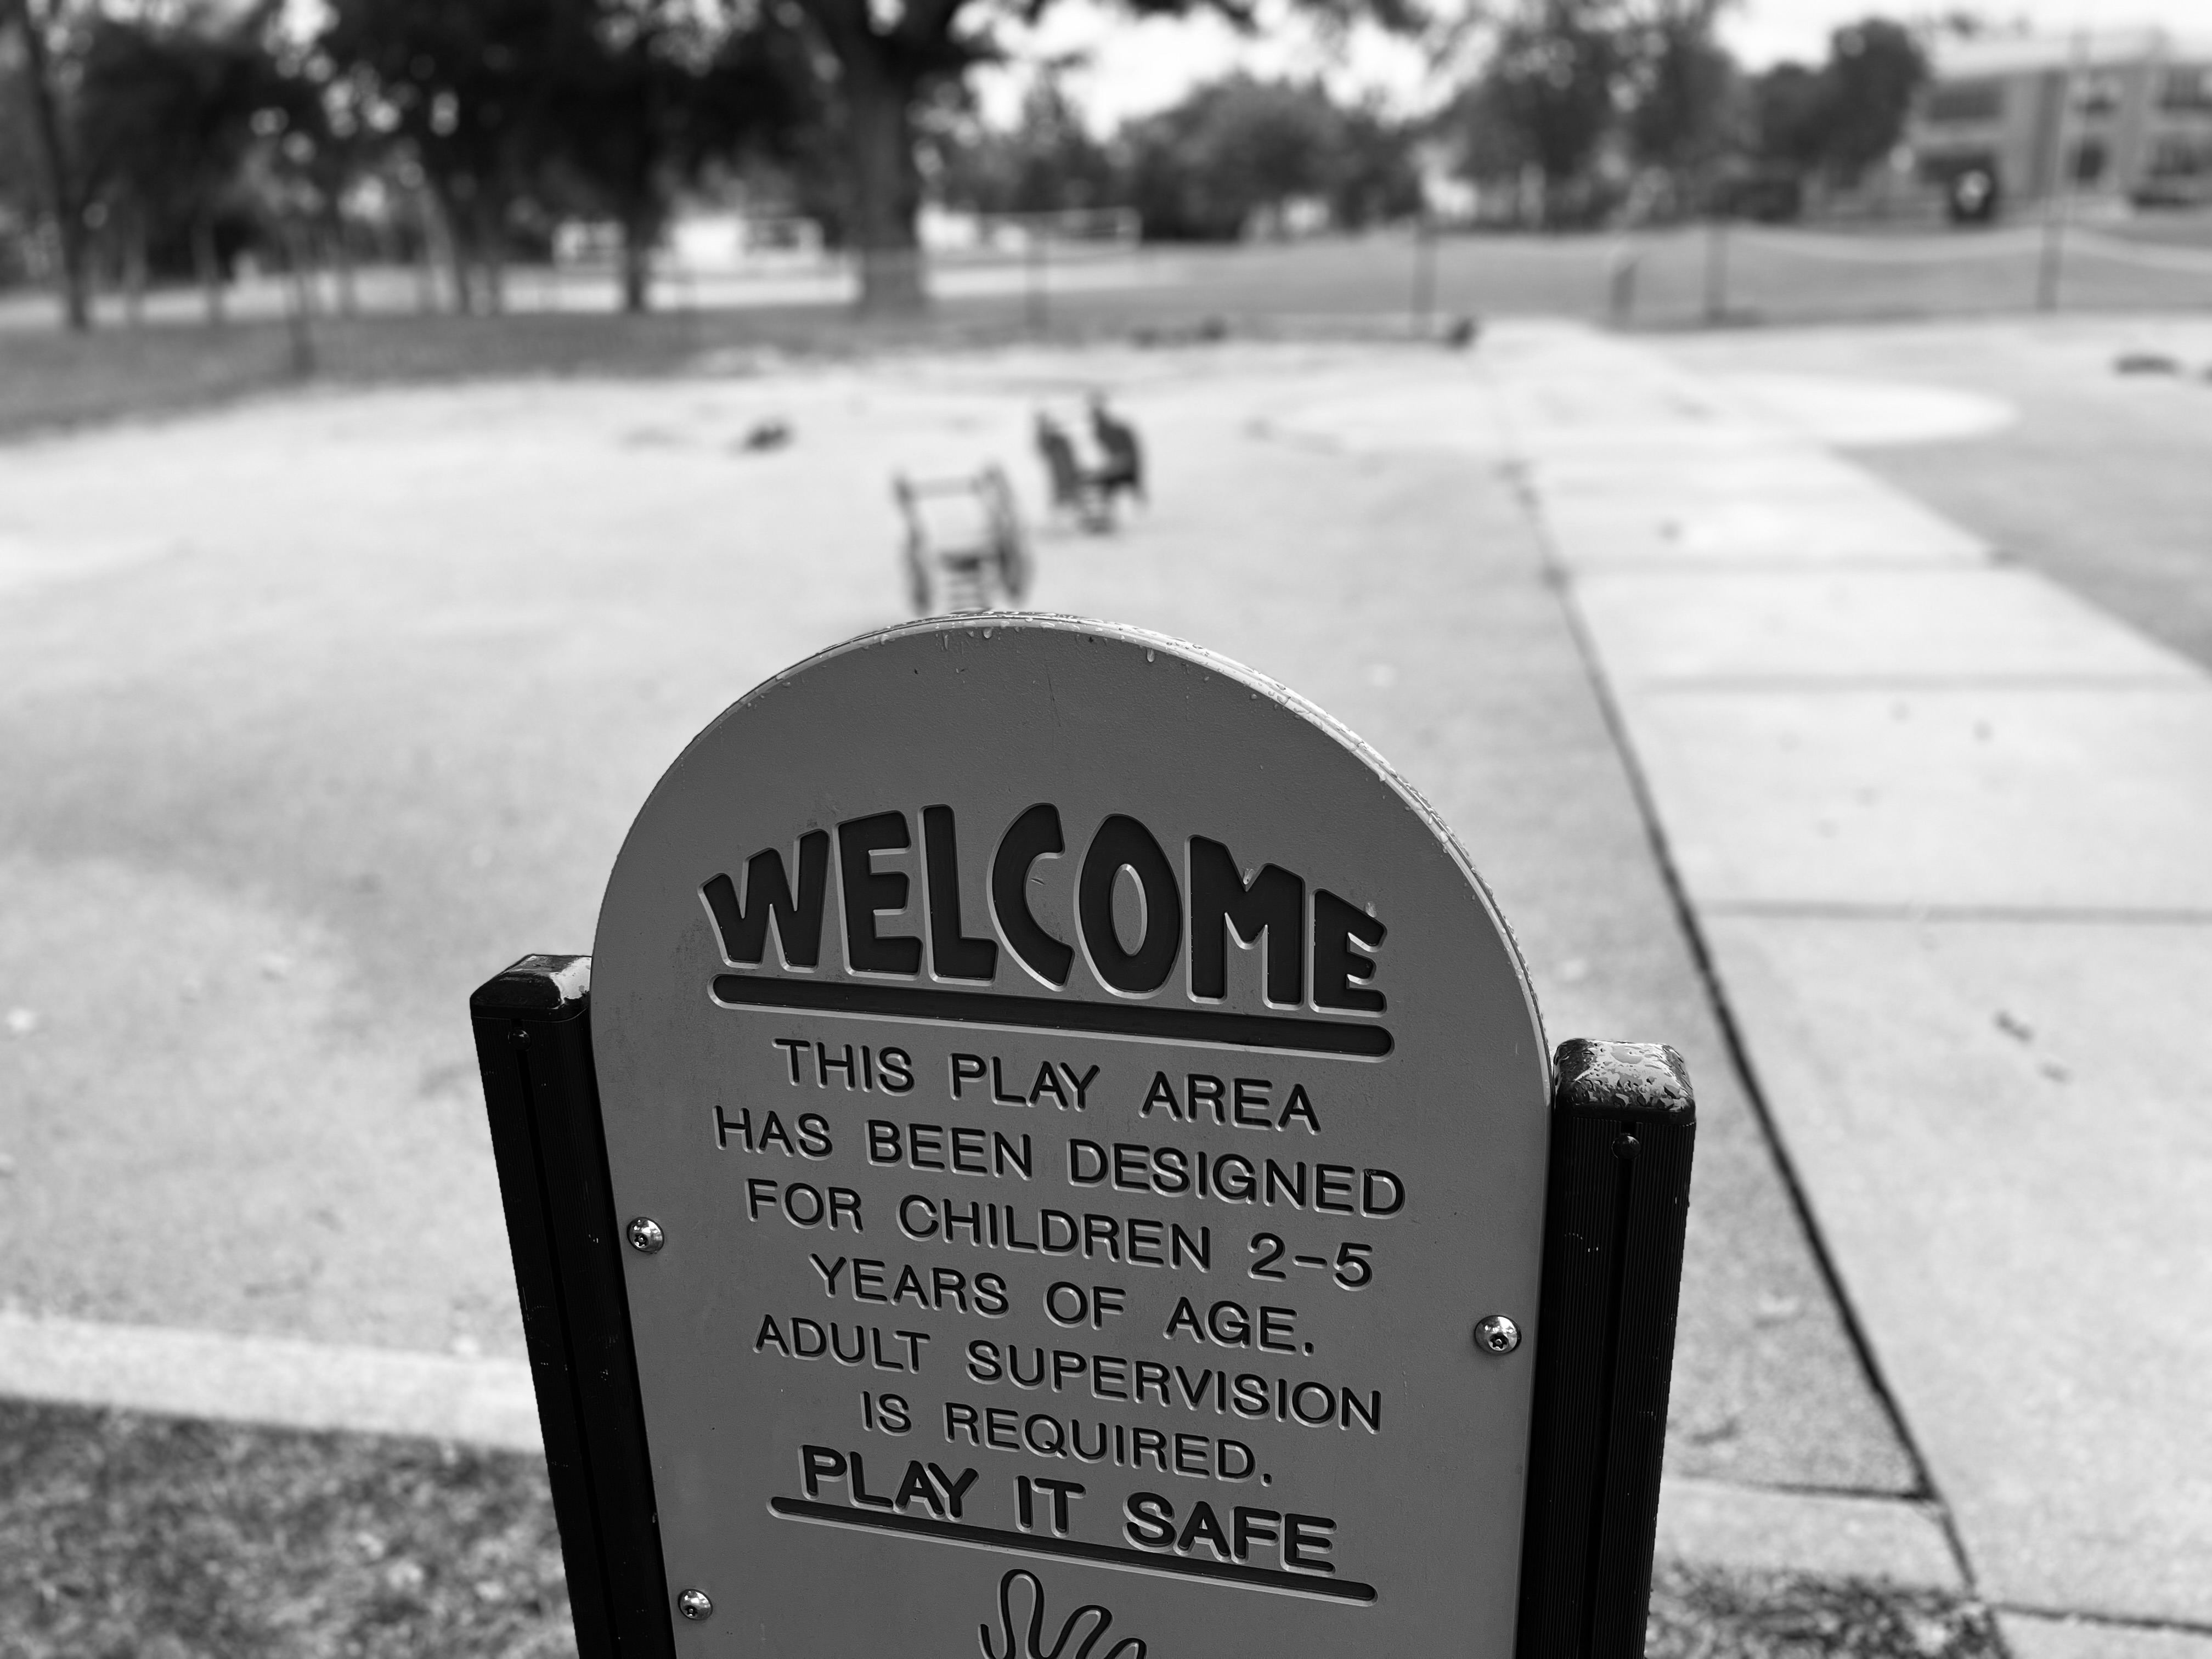 WELCOME
THIS PLAY AREA
HAS BEEN DESIGNED
FOR CHILDREN 2-5
YEARS OF AGE.
ADULT SUPERVISION
IS REQUIRED.
PLAY IT SAFE